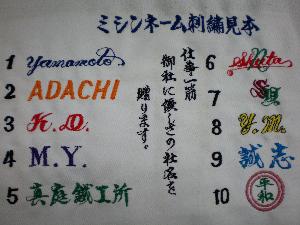 ミシンネーム刺繍見本
1 Yamamoto
2 ADACHI
3
4 M.Y.
5 真庭鐵工所
仕事一筋
御社に優しさの社名を
贈ります。
6 Shuta
7
8 Y.M.
9 誠志
10 平和